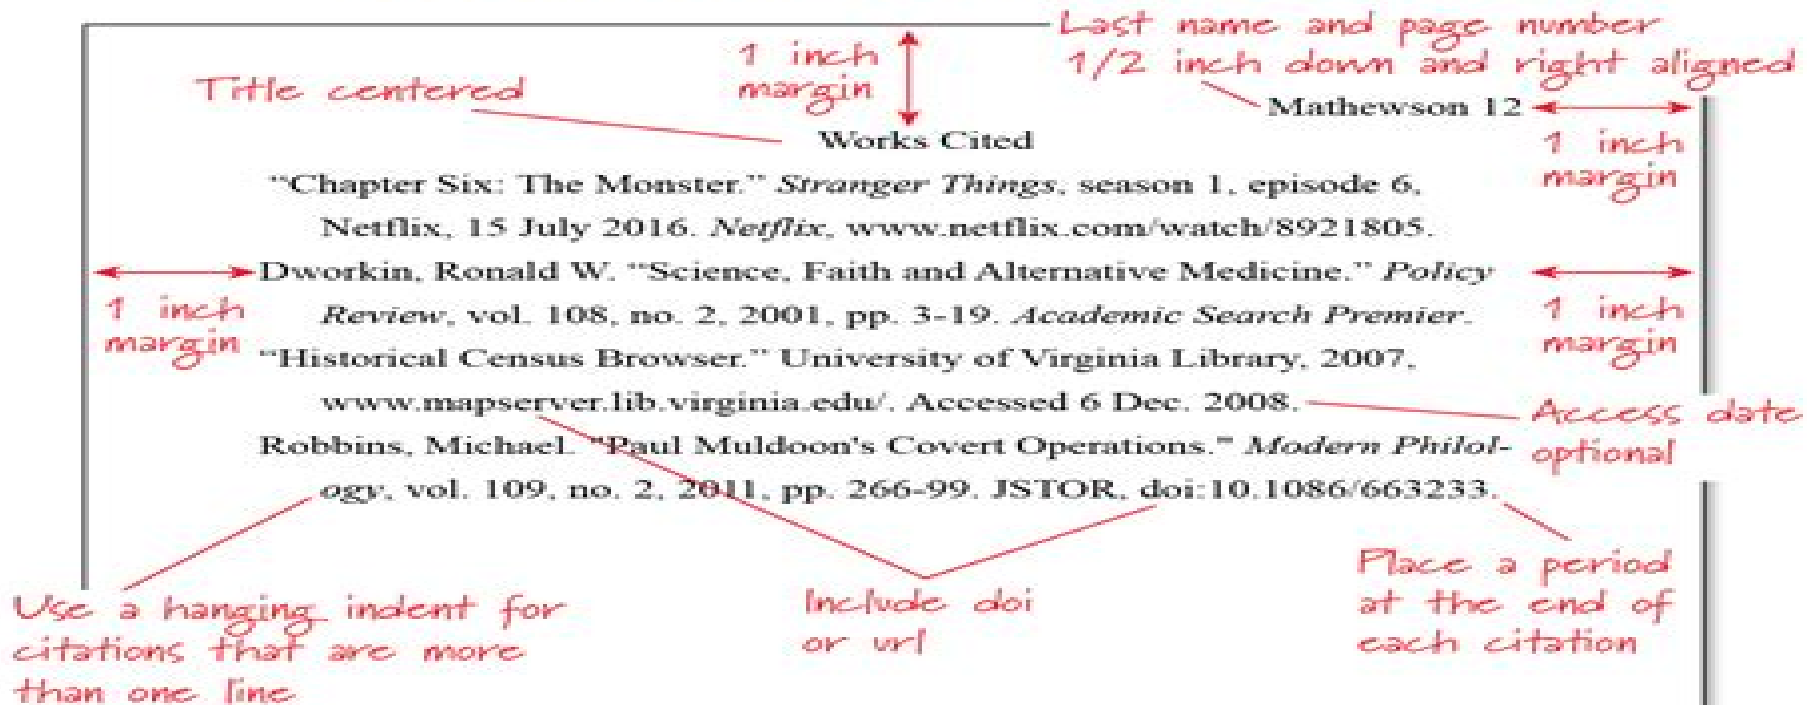 Last name and page number
1/2 inch down and right aligned
1 inch
margin
Title centered
Mathewson 12
Works Cited
1 inch
margin
“Chapter Six: The Monster.” Stranger Things, season 1, episode 6,
Netflix, 15 July 2016. Netflix, www.netflix.com/watch/8921805.
Dworkin, Ronald W. “Science, Faith and Alternative Medicine.” Policy
Review, vol. 108, no. 2, 2001, pp. 3-19. Academic Search Premier.
1 inch
margin
1 inch
margin
“Historical Census Browser.” University of Virginia Library, 2007,
www.mapserver.lib.virginia.edu/. Accessed 6 Dec. 2008.
Access date
optional
Robbins, Michael. "Paul Muldoon's Covert Operations." Modern Philol-
ogy, vol. 109, no. 2, 2011, pp. 266-99. JSTOR, doi:10.1086/663233.
Use a hanging indent for
citations that are more
than one line
Include doi
or url
Place a period
at the end of
each citation